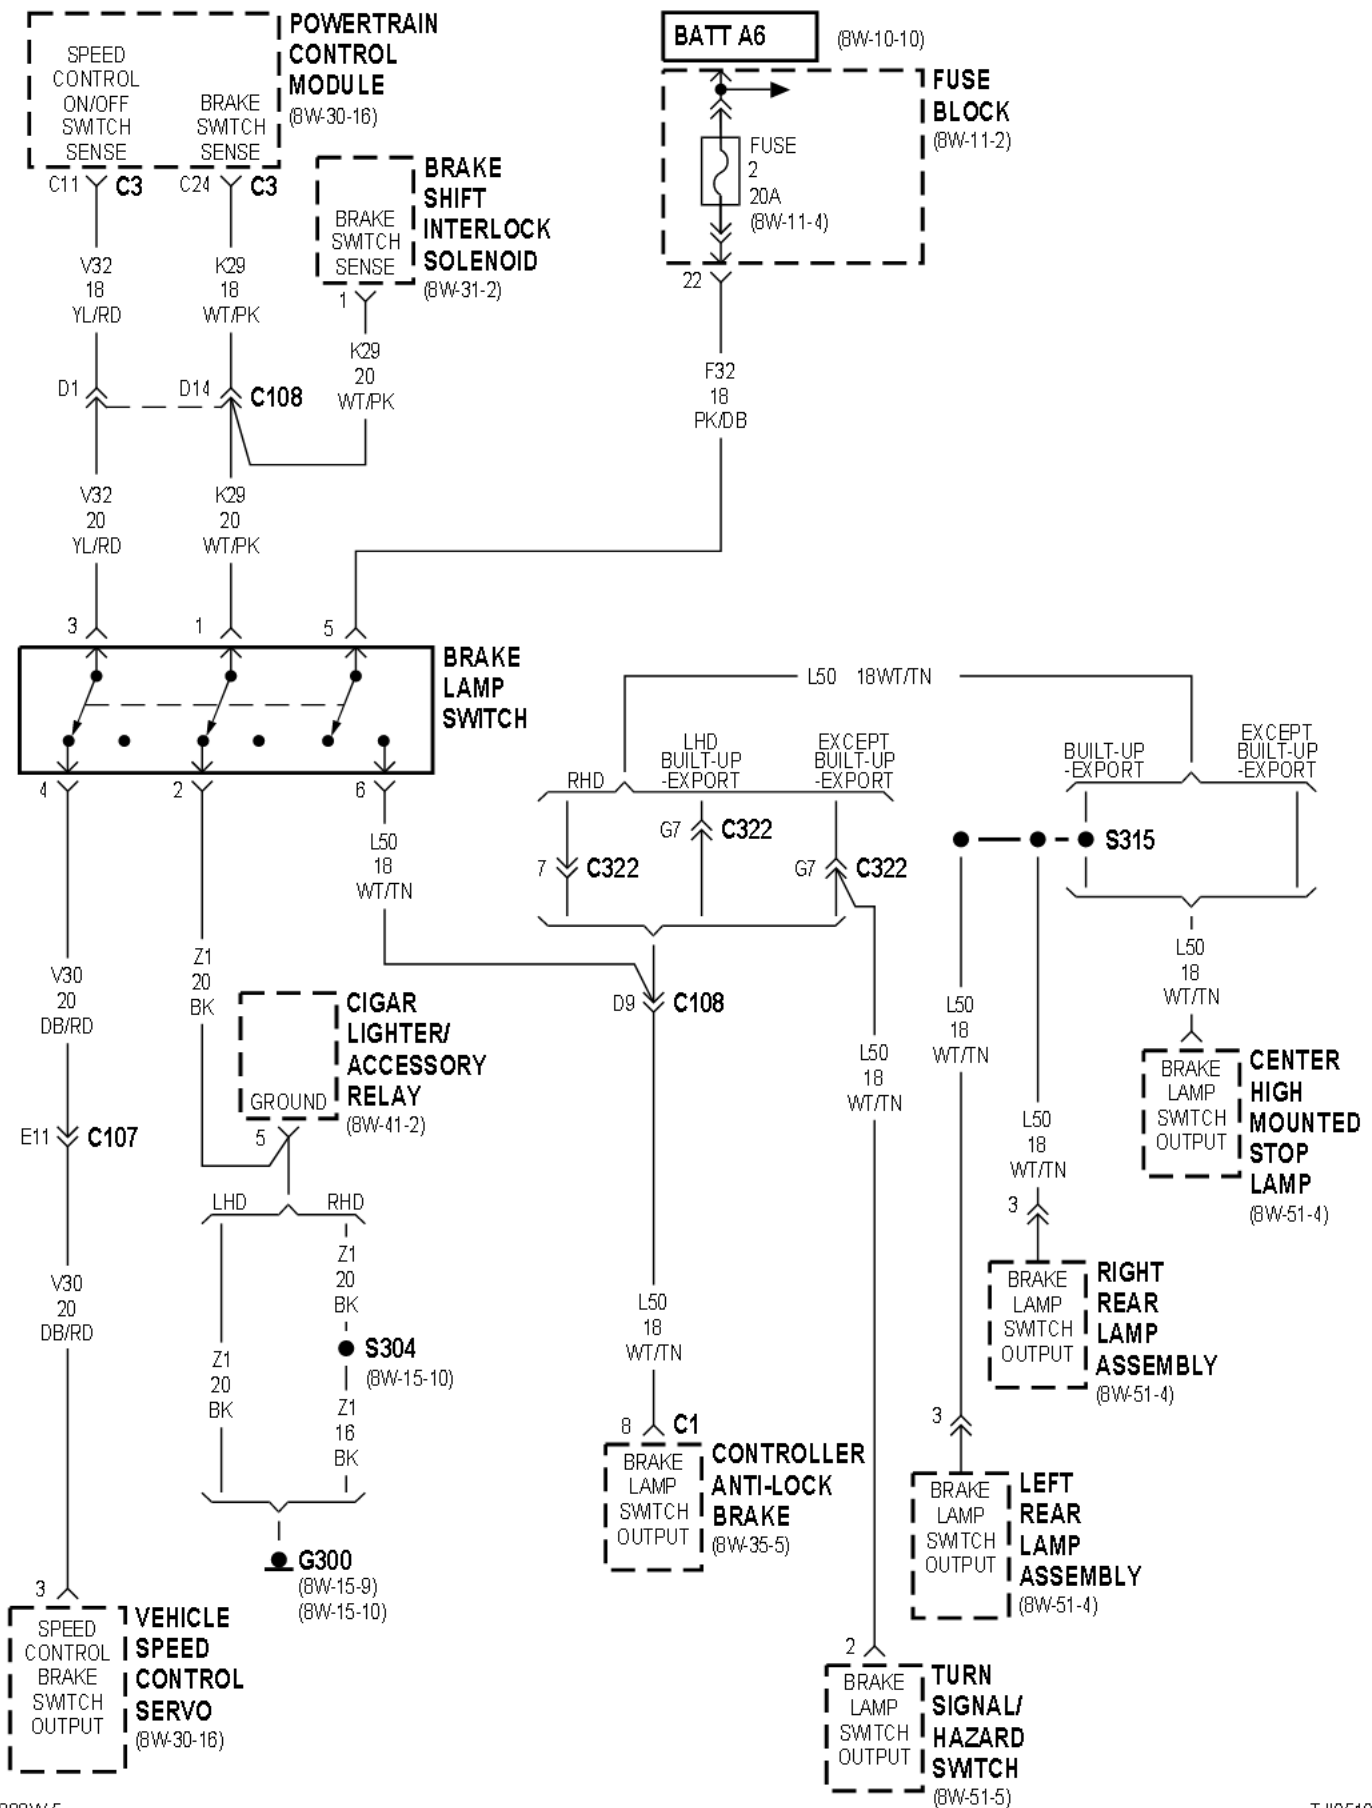 POWERTRAIN
CONTROL
MODULE
(8W-30-16)
SPEED
CONTROL
ON/OFF
SWITCH
SENSE
BRAKE
SWITCH
SENSE
C11
C3
C24
C3
BATT A6
(8W-10-10)
FUSE
BLOCK
(8W-11-2)
FUSE
2
20A
(8W-11-4)
22
BRAKE
SHIFT
INTERLOCK
SOLENOID
(8W-31-2)
BRAKE
SWITCH
SENSE
1
V32
18
YL/RD
K29
18
WT/PK
K29
20
WT/PK
F32
18
PK/DB
D1
D14
C108
V32
20
YL/RD
K29
20
WT/PK
3
1
5
BRAKE
LAMP
SWITCH
4
2
6
L50 18WT/TN
RHD
LHD
BUILT-UP
-EXPORT
EXCEPT
BUILT-UP
-EXPORT
BUILT-UP
-EXPORT
EXCEPT
BUILT-UP
-EXPORT
7
C322
G7
C322
G7
C322
S315
L50
18
WT/TN
V30
20
DB/RD
Z1
20
BK
D9
C108
L50
18
WT/TN
L50
18
WT/TN
L50
18
WT/TN
L50
18
WT/TN
CIGAR
LIGHTER/
ACCESSORY
RELAY
(8W-41-2)
GROUND
5
E11
C107
CENTER
HIGH
MOUNTED
STOP
LAMP
(8W-51-4)
BRAKE
LAMP
SWITCH
OUTPUT
LHD
RHD
Z1
20
BK
S304
(8W-15-10)
Z1
20
BK
Z1
16
BK
V30
20
DB/RD
L50
18
WT/TN
3
RIGHT
REAR
LAMP
ASSEMBLY
(8W-51-4)
BRAKE
LAMP
SWITCH
OUTPUT
8
C1
CONTROLLER
ANTI-LOCK
BRAKE
(8W-35-5)
BRAKE
LAMP
SWITCH
OUTPUT
3
LEFT
REAR
LAMP
ASSEMBLY
(8W-51-4)
BRAKE
LAMP
SWITCH
OUTPUT
G300
(8W-15-9)
(8W-15-10)
3
VEHICLE
SPEED
CONTROL
SERVO
(8W-30-16)
SPEED
CONTROL
BRAKE
SWITCH
OUTPUT
2
TURN
SIGNAL/
HAZARD
SWITCH
(8W-51-5)
BRAKE
LAMP
SWITCH
OUTPUT